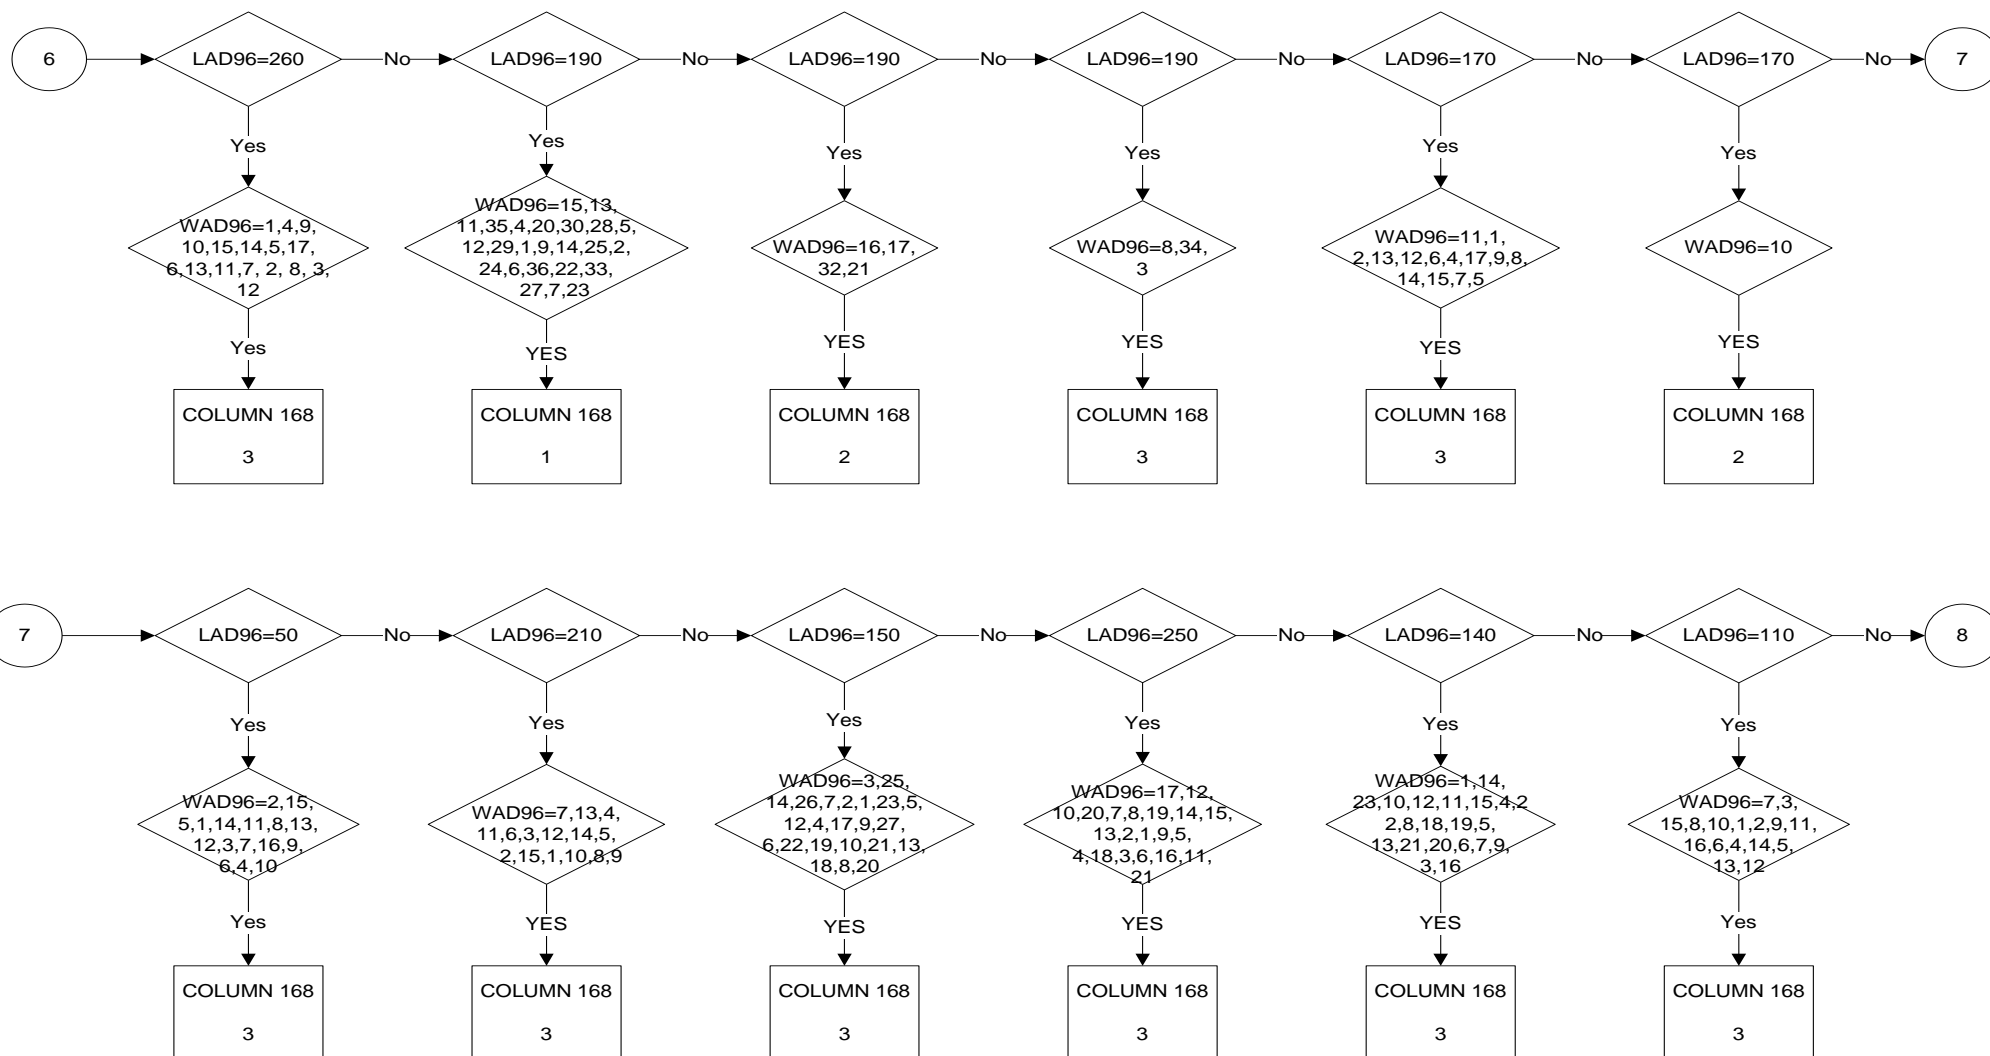 6
LAD96=260
No
LAD96=190
No
LAD96=190
No
LAD96=190
No
LAD96=170
No
LAD96=170
No
7
Yes
Yes
Yes
Yes
Yes
Yes
WAD96=1,4,9,
10,15,14,5,17,
6,13,11,7, 2, 8, 3,
12
WAD96=15,13,
11,35,4,20,30,28,5,
12,29,1,9,14,25,2,
24,6,36,22,33,
27,7,23
WAD96=16,17,
32,21
WAD96=8,34,
3
WAD96=11,1,
2,13,12,6,4,17,9,8,
14,15,7,5
WAD96=10
Yes
YES
YES
YES
YES
YES
COLUMN 168
3
COLUMN 168
1
COLUMN 168
2
COLUMN 168
3
COLUMN 168
3
COLUMN 168
2
7
LAD96=50
No
LAD96=210
No
LAD96=150
No
LAD96=250
No
LAD96=140
No
LAD96=110
No
8
Yes
Yes
Yes
Yes
Yes
Yes
WAD96=2,15,
5,1,14,11,8,13,
12,3,7,16,9,
6,4,10
WAD96=7,13,4,
11,6,3,12,14,5,
2,15,1,10,8,9
WAD96=3,25,
14,26,7,2,1,23,5,
12,4,17,9,27,
6,22,19,10,21,13,
18,8,20
WAD96=17,12,
10,20,7,8,19,14,15,
13,2,1,9,5,
4,18,3,6,16,11,
21
WAD96=1,14,
23,10,12,11,15,4,2
2,8,18,19,5,
13,21,20,6,7,9,
3,16
WAD96=7,3,
15,8,10,1,2,9,11,
16,6,4,14,5,
13,12
Yes
YES
YES
YES
YES
Yes
COLUMN 168
3
COLUMN 168
3
COLUMN 168
3
COLUMN 168
3
COLUMN 168
3
COLUMN 168
3